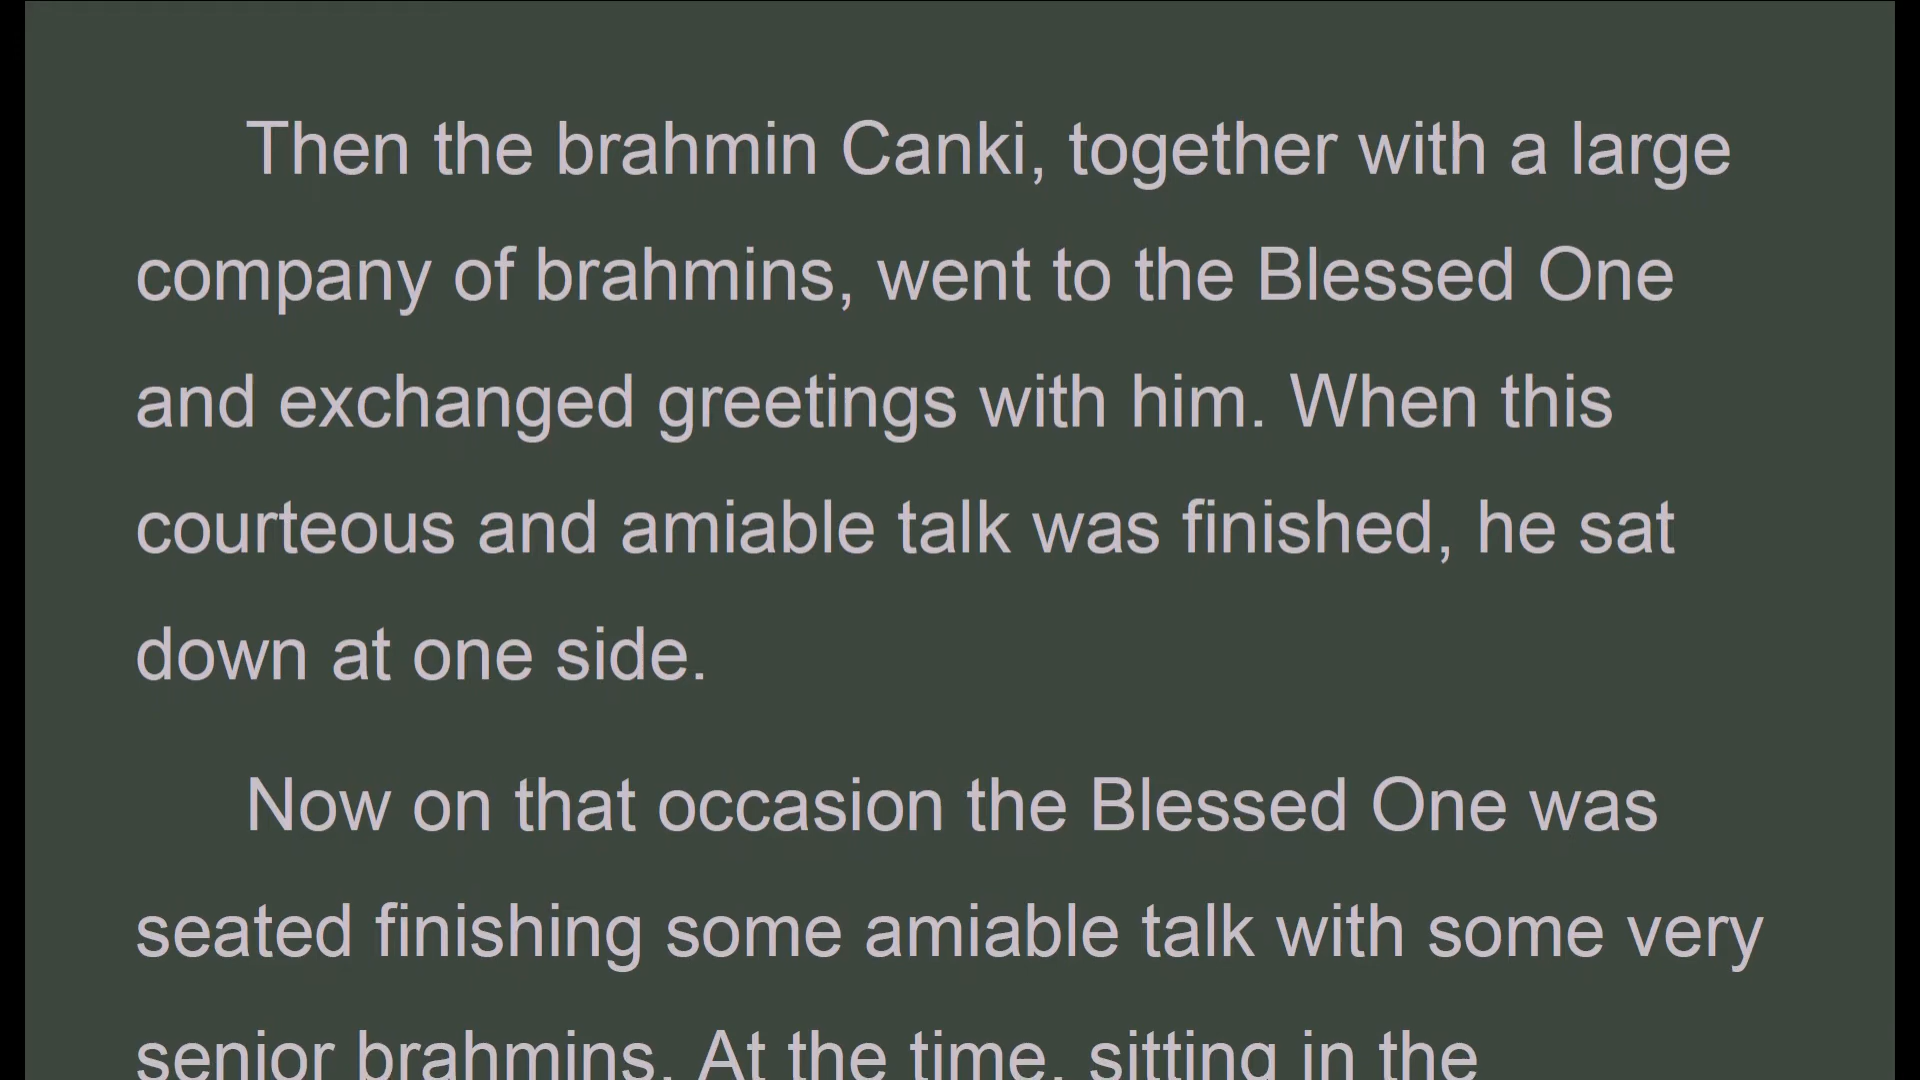 Then the brahmin Canki, together with a large
company of brahmins, went to the Blessed One
and exchanged greetings with him. When this
courteous and amiable talk was finished, he sat
down at one side.
Now on that occasion the Blessed One was
seated finishing some amiable talk with some very
senior brahmins. At the time, sitting in the